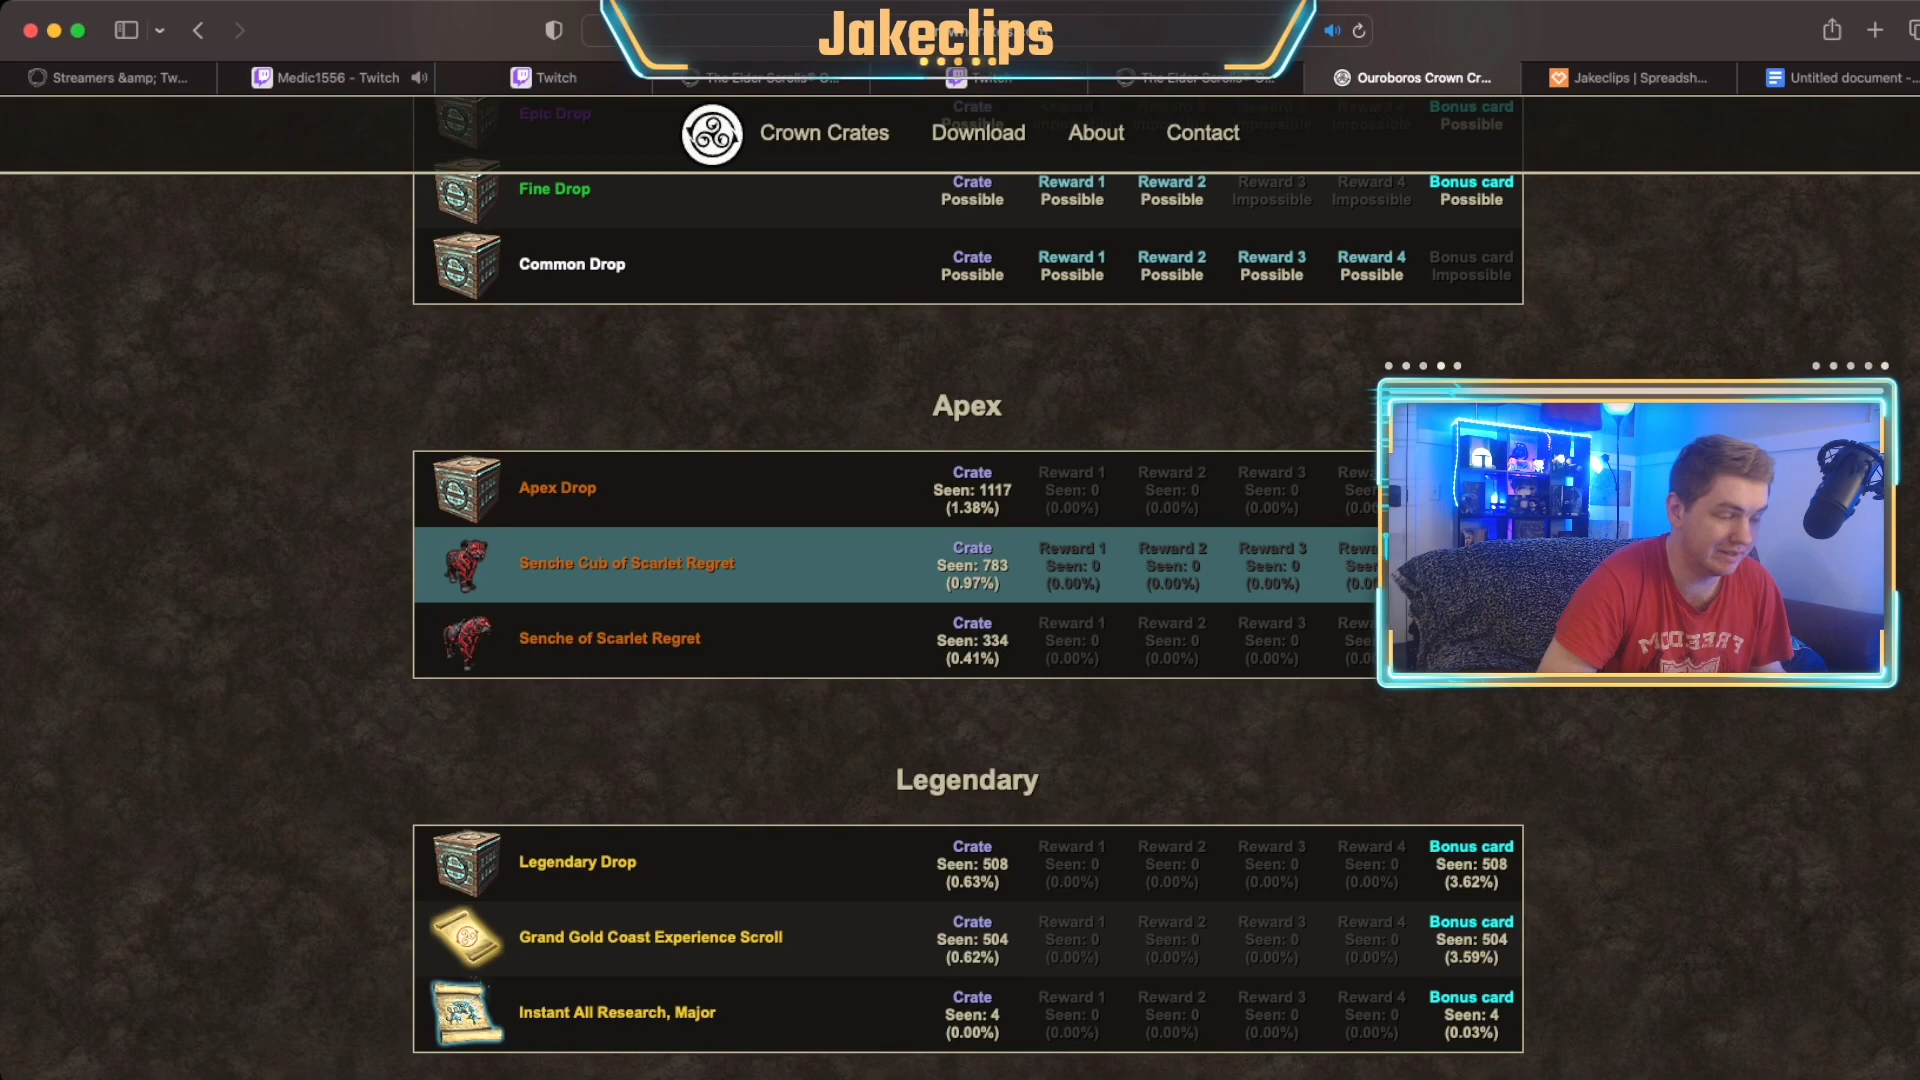 Jakeclips
Streamers &amp; Tw...
Medic1556 - Twitch
Twitch
The Elder Scrolls® O...
Twitch
The Elder Scrolls® O...
Ouroboros Crown Cr...
Jakeclips | Spreadsh...
Untitled document -...
Crown Crates Download About Contact
Epic Drop
Crate Possible
Bonus card Possible
Fine Drop
Crate Reward 1 Reward 2 Reward 3 Reward 4 Bonus card
Possible Possible Possible Impossible Impossible Possible
Common Drop
Crate Reward 1 Reward 2 Reward 3 Reward 4 Bonus card
Possible Possible Possible Possible Possible Impossible
Apex
Apex Drop
Crate Reward 1 Reward 2 Reward 3
Seen: 1117 Seen: 0 Seen: 0 Seen: 0
(1.38%) (0.00%) (0.00%) (0.00%)
Senche Cub of Scarlet Regret
Crate Reward 1 Reward 2 Reward 3
Seen: 783 Seen: 0 Seen: 0 Seen: 0
(0.97%) (0.00%) (0.00%) (0.00%)
Senche of Scarlet Regret
Crate Reward 1 Reward 2 Reward 3
Seen: 334 Seen: 0 Seen: 0 Seen: 0
(0.41%) (0.00%) (0.00%) (0.00%)
FREEDOM
Legendary
Legendary Drop
Crate Reward 1 Reward 2 Reward 3 Reward 4 Bonus card
Seen: 508 Seen: 0 Seen: 0 Seen: 0 Seen: 0 Seen: 508
(0.63%) (0.00%) (0.00%) (0.00%) (0.00%) (3.62%)
Grand Gold Coast Experience Scroll
Crate Reward 1 Reward 2 Reward 3 Reward 4 Bonus card
Seen: 504 Seen: 0 Seen: 0 Seen: 0 Seen: 0 Seen: 504
(0.62%) (0.00%) (0.00%) (0.00%) (0.00%) (3.59%)
Instant All Research, Major
Crate Reward 1 Reward 2 Reward 3 Reward 4 Bonus card
Seen: 4 Seen: 0 Seen: 0 Seen: 0 Seen: 0 Seen: 4
(0.00%) (0.00%) (0.00%) (0.00%) (0.00%) (0.03%)